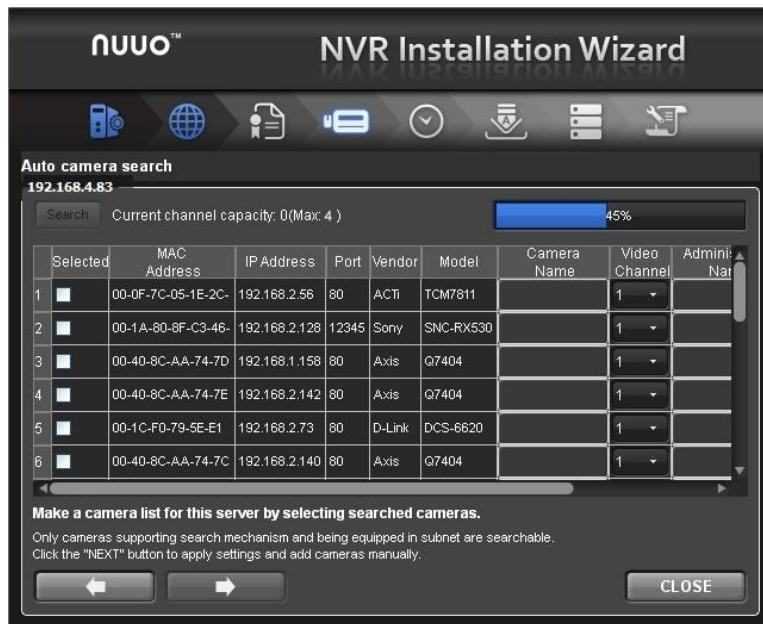 nuuo™
NVR Installation Wizard
Auto camera search
192.168.4.83
Search Current channel capacity: 0(Max: 4 ) 45%
Selected MAC Address IP Address Port Vendor Model Camera Name Video Channel Adminis Nar
1 00-0F-7C-05-1E-2C- 192.168.2.56 80 ACTi TCM7811 1
2 00-1A-80-8F-C3-46- 192.168.2.128 12345 Sony SNC-RX530 1
3 00-40-8C-AA-74-7D 192.168.1.158 80 Axis Q7404 1
4 00-40-8C-AA-74-7E 192.168.2.142 80 Axis Q7404 1
5 00-1C-F0-79-5E-E1 192.168.2.73 80 D-Link DCS-6620 1
6 00-40-8C-AA-74-7C 192.168.2.140 80 Axis Q7404 1
Make a camera list for this server by selecting searched cameras.
Only cameras supporting search mechanism and being equipped in subnet are searchable.
Click the "NEXT" button to apply settings and add cameras manually.
CLOSE